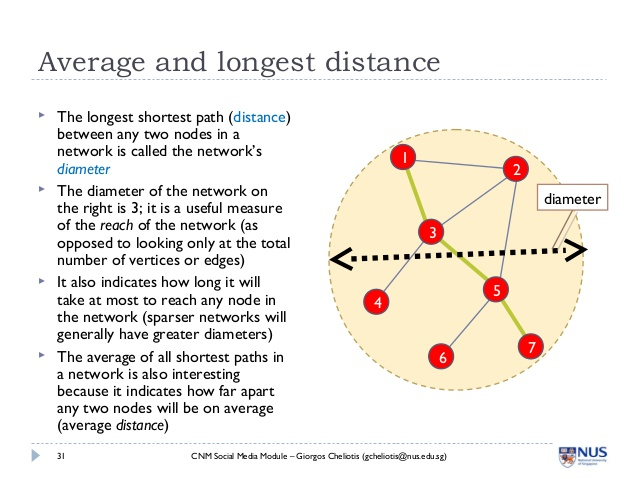 Average and longest distance
The longest shortest path (distance)
between any two nodes in a
network is called the network's
diameter
The diameter of the network on
the right is 3; it is a useful measure
of the reach of the network (as
opposed to looking only at the total
number of vertices or edges)
It also indicates how long it will
take at most to reach any node in
the network (sparser networks will
generally have greater diameters)
The average of all shortest paths in
a network is also interesting
because it indicates how far apart
any two nodes will be on average
(average distance)
1
2
diameter
3
5
4
7
6
31
CNM Social Media Module – Giorgos Cheliotis (gcheliotis@nus.edu.sg)
NUS
National University
of Singapore